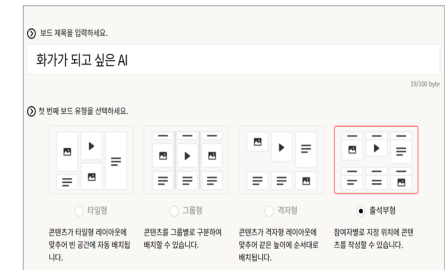 보드 제목을 입력하세요.
화가가 되고 싶은 AI
19/100 byte
첫 번째 보드 유형을 선택하세요.
타일형
그룹형
격자형
출석부형
콘텐츠가 타일형 레이아웃에
맞추어 빈 공간에 자동 배치됩
니다.
콘텐츠를 그룹별로 구분하여
배치할 수 있습니다.
콘텐츠가 격자형 레이아웃에
맞추어 같은 높이에 순서대로
배치됩니다.
참여자별로 지정 위치에 콘텐
츠를 작성할 수 있습니다.